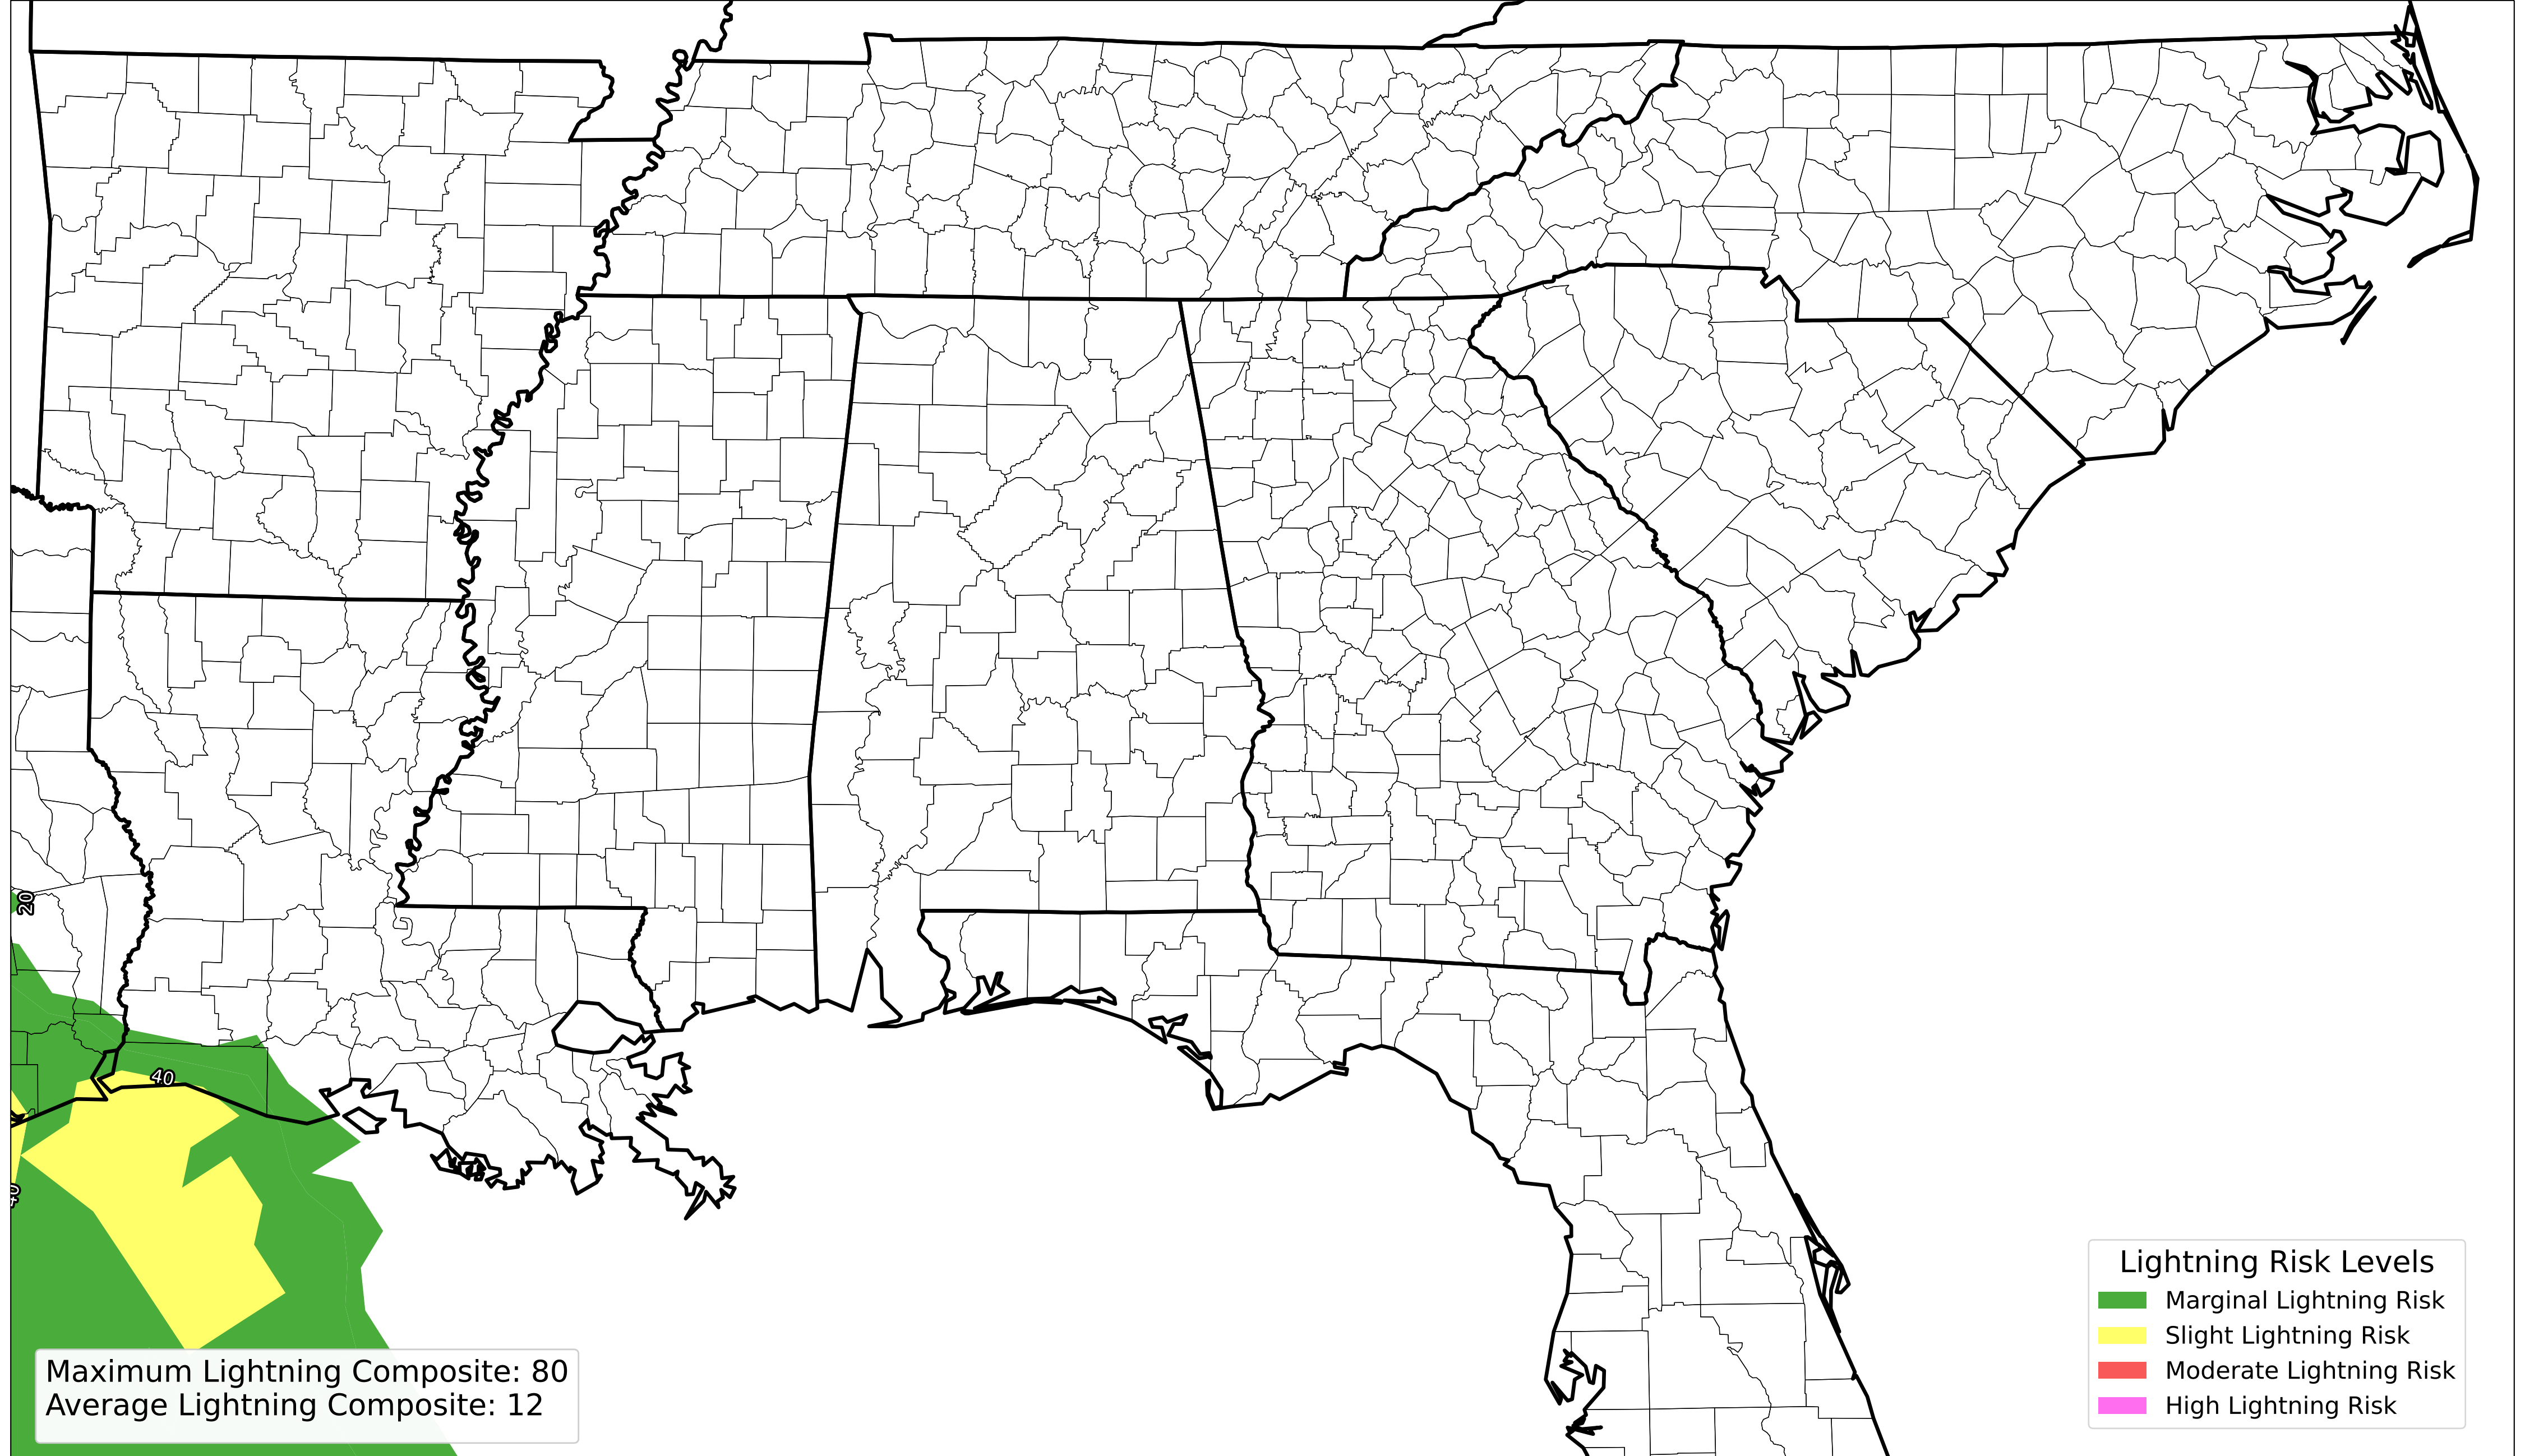 20
40
40
Maximum Lightning Composite: 80
Average Lightning Composite: 12
Lightning Risk Levels
Marginal Lightning Risk
Slight Lightning Risk
Moderate Lightning Risk
High Lightning Risk